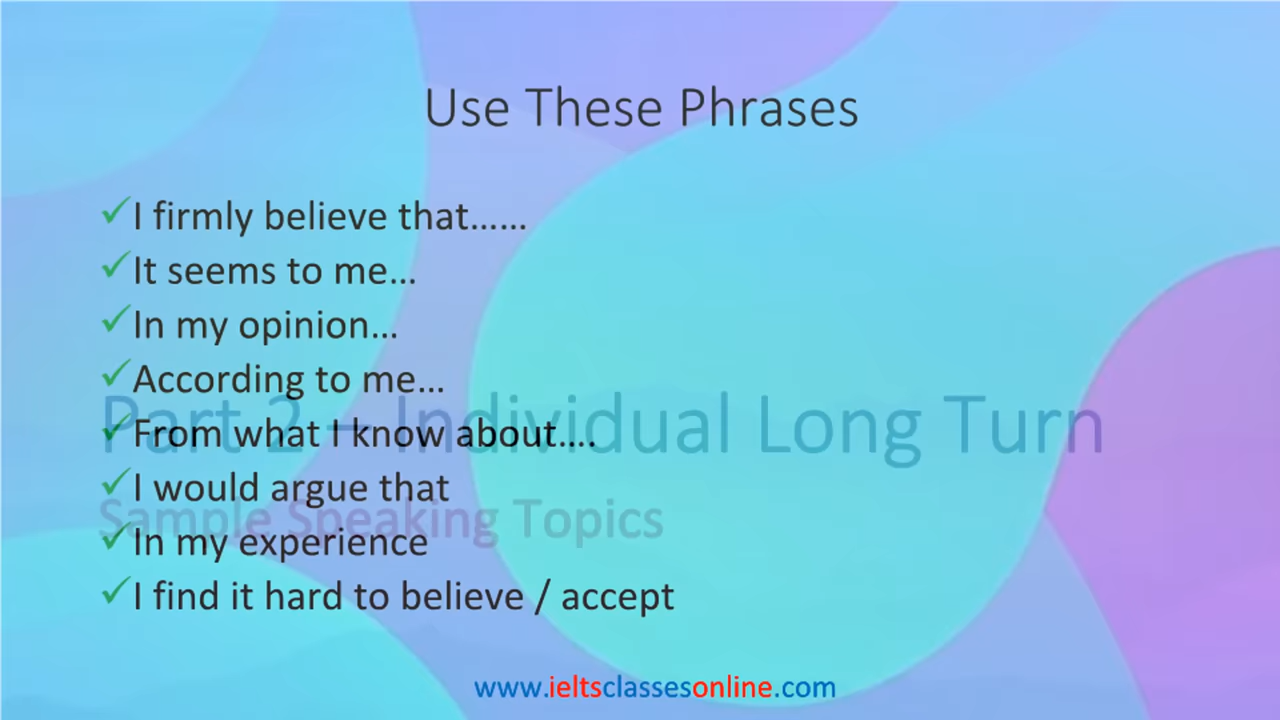 Use These Phrases
✓I firmly believe that......
✓It seems to me...
✓In my opinion...
✓According to me...
Part 2 – Individual Long Turn
✓From what I know about....
✓I would argue that
Sample Speaking Topics
✓In my experience
✓I find it hard to believe / accept
www.ieltsclassesonline.com